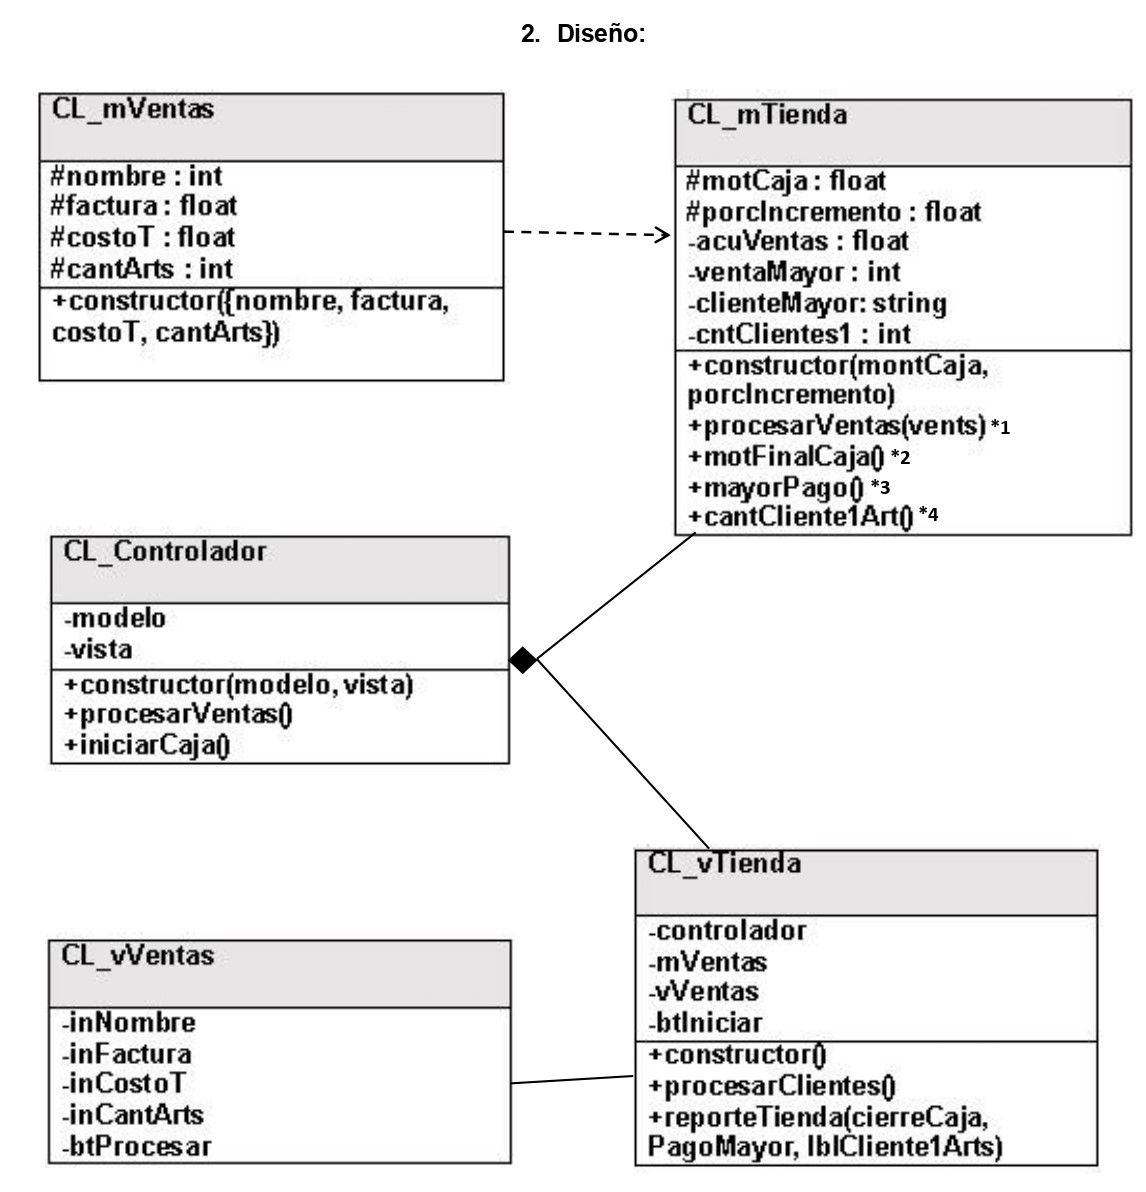 2. Diseño:
CL_mVentas
#nombre : int
#factura : float
#costoT : float
#cantArts : int
+constructor({nombre, factura,
costoT, cantArts})
CL_mTienda
#motCaja : float
#porcIncremento : float
-acuVentas : float
-ventaMayor : int
-clienteMayor: string
-cntClientes1 : int
+constructor(montCaja,
porcIncremento)
+procesarVentas(vents) *1
+motFinalCaja() *2
+mayorPago() *3
+cantCliente1Art() *4
CL_Controlador
-modelo
-vista
+constructor(modelo, vista)
+procesarVentas()
+iniciarCaja()
CL_vTienda
-controlador
-mVentas
-vVentas
-btIniciar
+constructor()
+procesarClientes()
+reporteTienda(cierreCaja,
PagoMayor, lblCliente1Arts)
CL_vVentas
-inNombre
-inFactura
-inCostoT
-inCantArts
-btProcesar